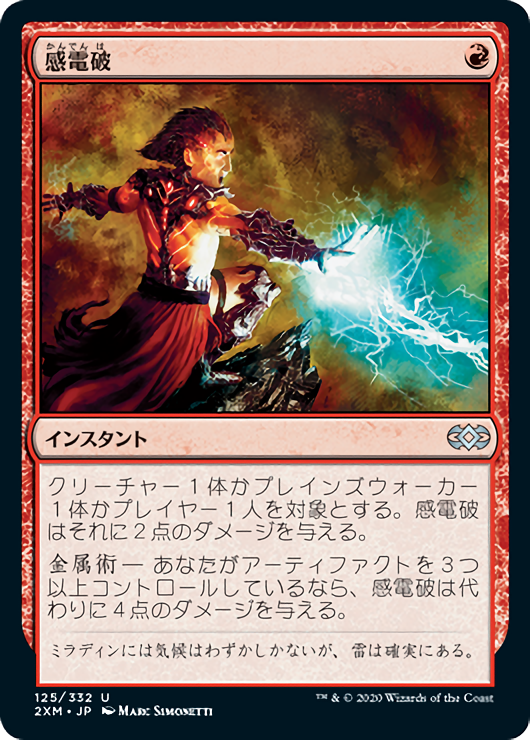 かんでん は
感電破
インスタント
クリーチャー１体かプレインズウォーカー
１体かプレイヤー１人を対象とする。感電破
はそれに２点のダメージを与える。
金属術 ― あなたがアーティファクトを３つ
以上コントロールしているなら、感電破は代
わりに４点のダメージを与える。
ミラディンには気候はわずかしかないが、雷は確実にある。
125/332 U
2XM • JP Marc Simonetti
™ & © 2020 Wizards of the Coast